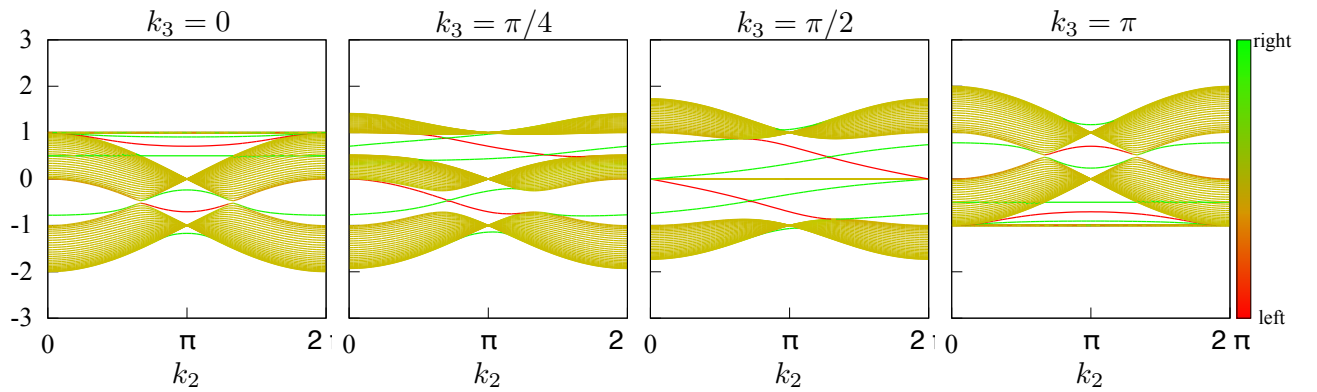 k₃ = 0
k₃ = π/4
k₃ = π/2
k₃ = π
3
2
1
0
-1
-2
-3
0 π 2
0 π 2
0 π 2
0 π 2 π
k₂
k₂
k₂
k₂
right
left